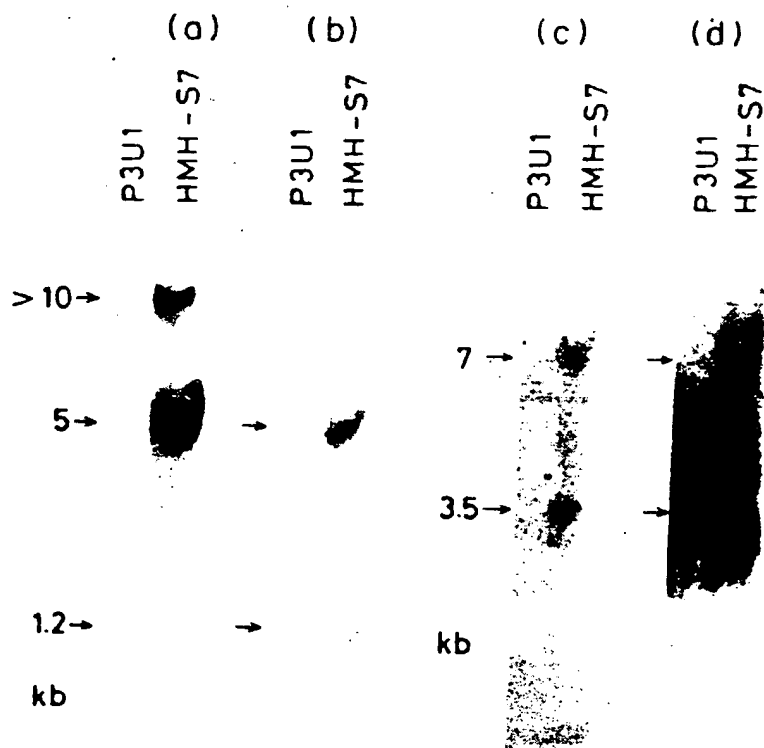 (a) (b) (c) (d)
P3U1 HMH-S7 P3U1 HMH-S7 P3U1 HMH-S7 P3U1 HMH-S7
> 10→
7 → →
5→ →
3.5→ →
1.2→ →
kb
kb